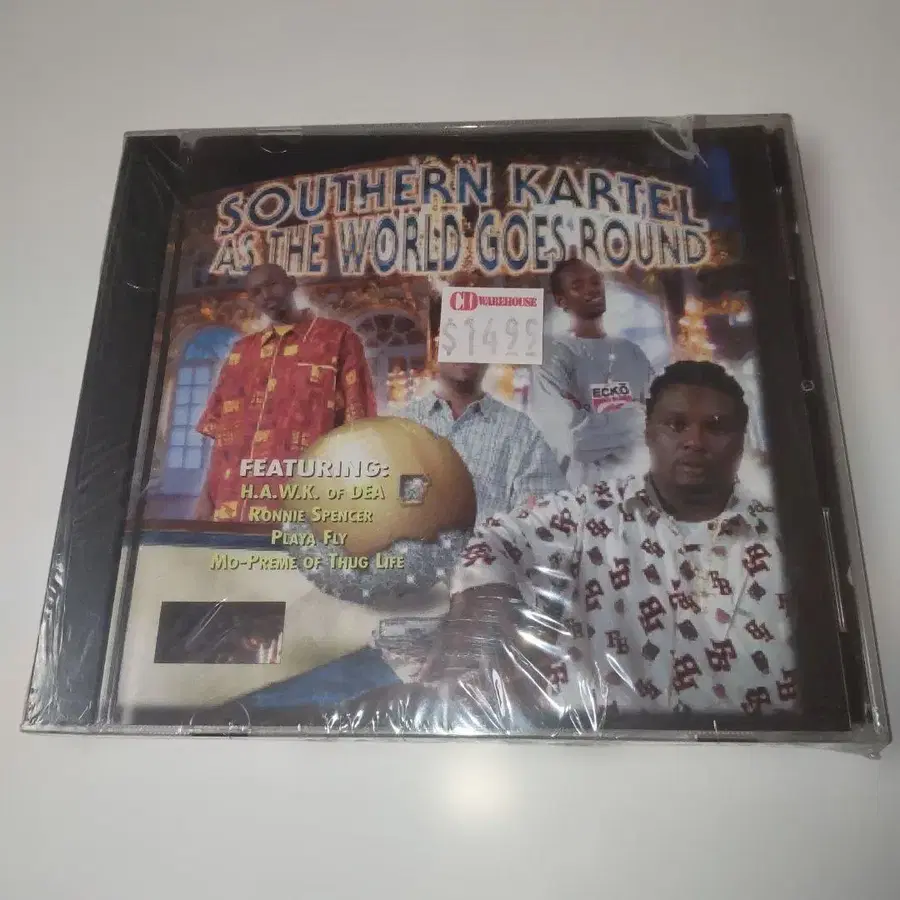 SOUTHERN KARTEL
AS THE WORLD GOES ROUND
CD WAREHOUSE
$14.99
ECKŌ
FEATURING:
H.A.W.K. OF DEA
RONNIE SPENCER
PLAYA FLY
MO-PREME OF THUG LIFE